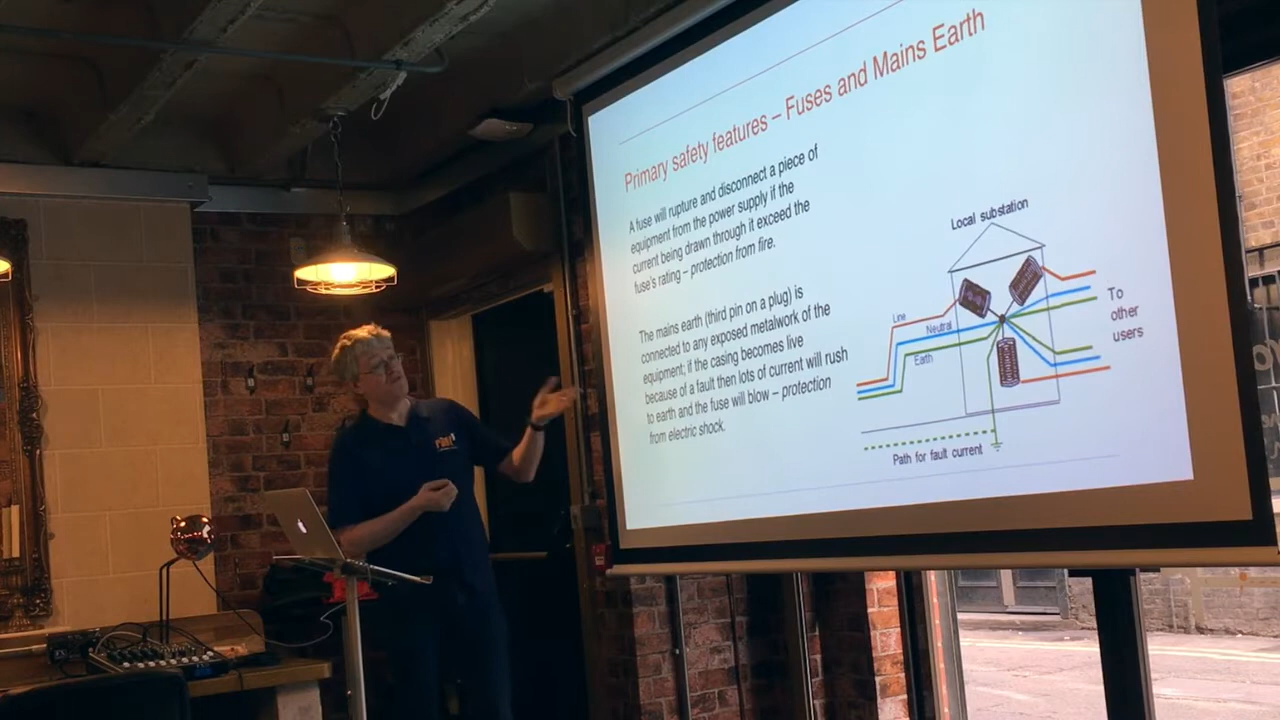 Primary safety features – Fuses and Mains Earth
A fuse will rupture and disconnect a piece of
equipment from the power supply if the
current being drawn through it exceed the
fuse's rating – protection from fire.
The mains earth (third pin on a plug) is
connected to any exposed metalwork of the
equipment; if the casing becomes live
because of a fault then lots of current will rush
to earth and the fuse will blow – protection
from electric shock.
Local substation
Line
Neutral
Earth
To
other
users
Path for fault current